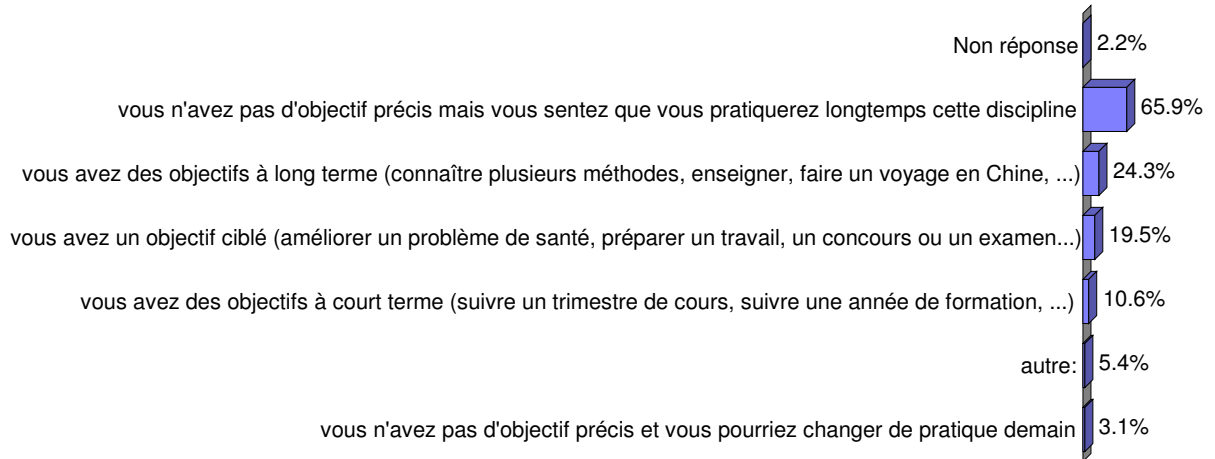 Non réponse 2.2%
vous n'avez pas d'objectif précis mais vous sentez que vous pratiquerez longtemps cette discipline 65.9%
vous avez des objectifs à long terme (connaître plusieurs méthodes, enseigner, faire un voyage en Chine, ...) 24.3%
vous avez un objectif ciblé (améliorer un problème de santé, préparer un travail, un concours ou un examen...) 19.5%
vous avez des objectifs à court terme (suivre un trimestre de cours, suivre une année de formation, ...) 10.6%
autre: 5.4%
vous n'avez pas d'objectif précis et vous pourriez changer de pratique demain 3.1%